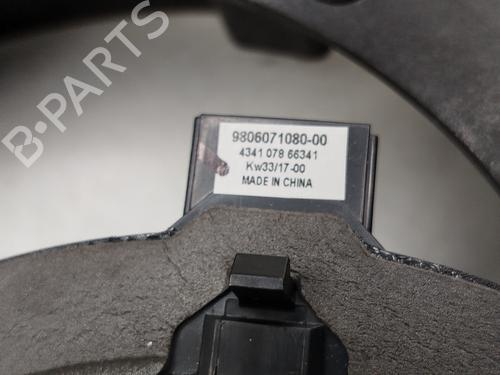 9806071080-00
4341 078 66341
Kw33/17-00
MADE IN CHINA
B-PARTS